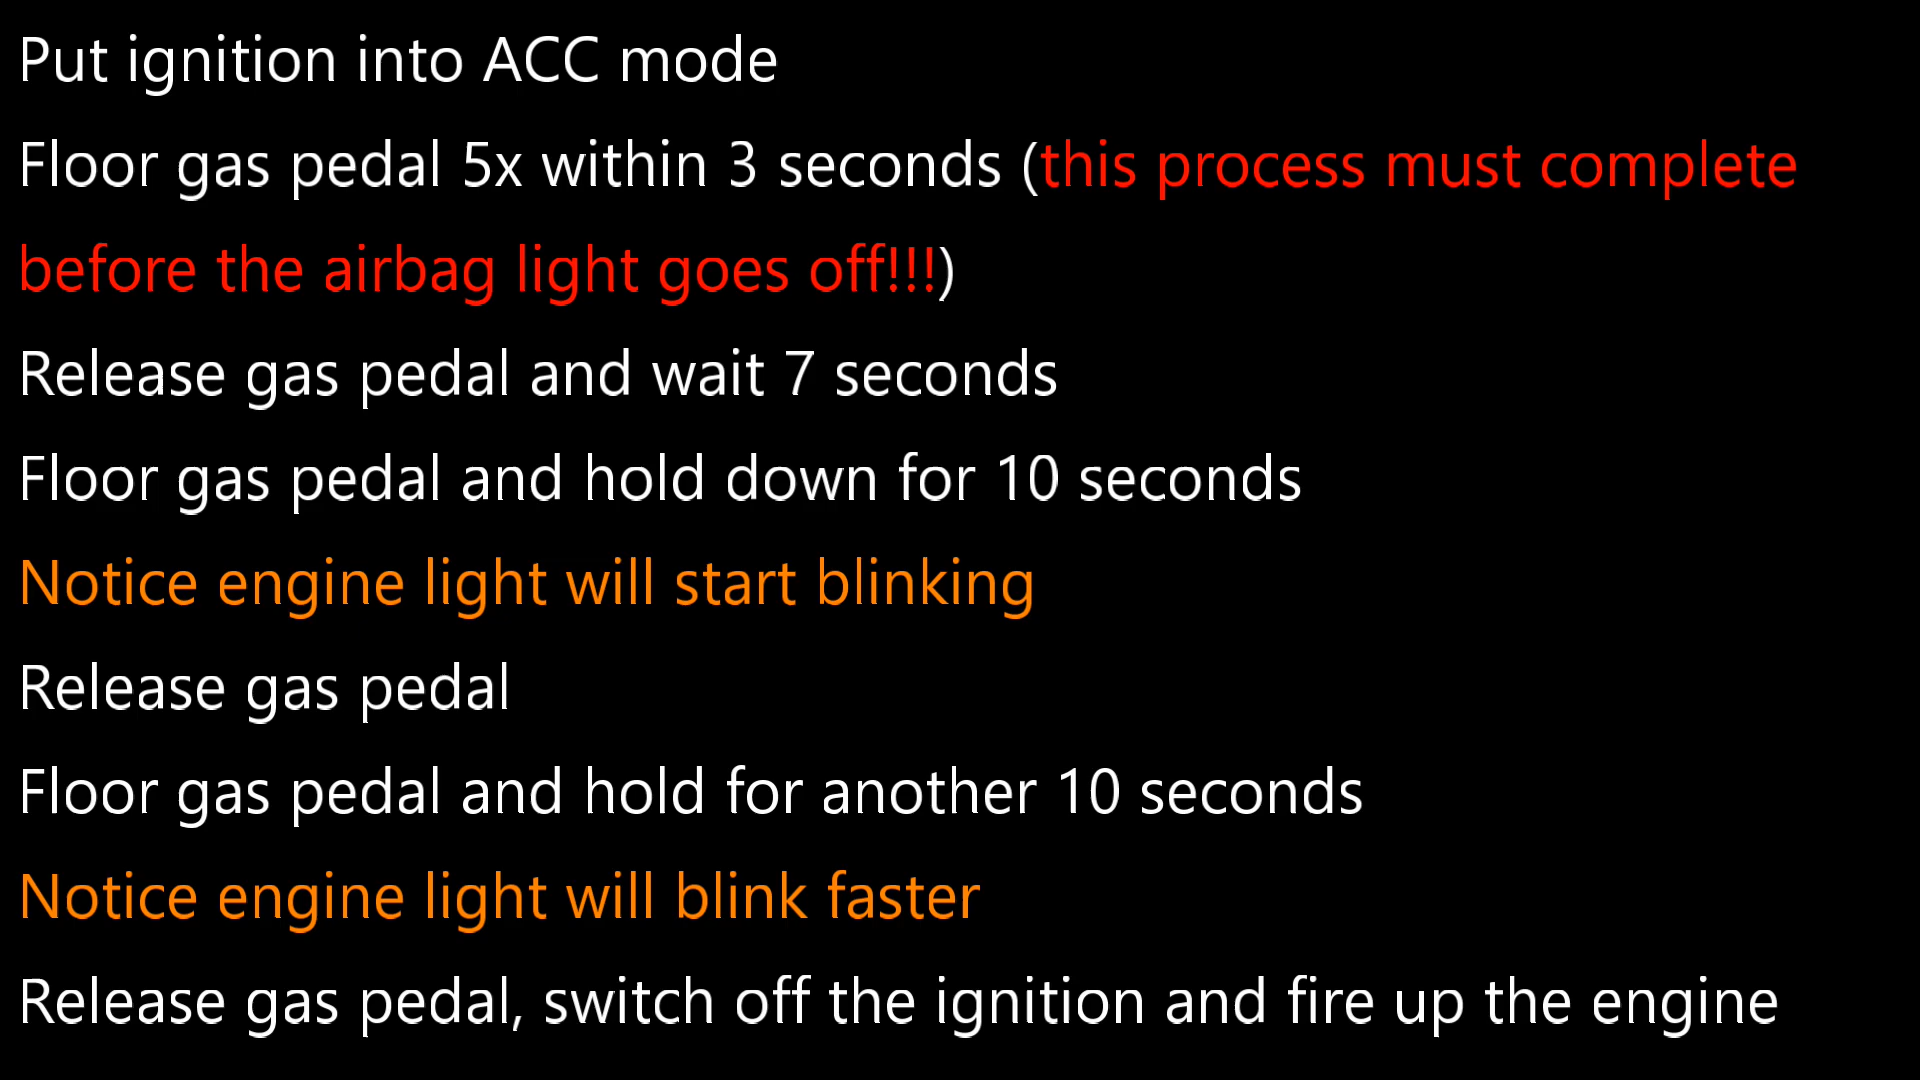 Put ignition into ACC mode
Floor gas pedal 5x within 3 seconds (this process must complete
before the airbag light goes off!!!)
Release gas pedal and wait 7 seconds
Floor gas pedal and hold down for 10 seconds
Notice engine light will start blinking
Release gas pedal
Floor gas pedal and hold for another 10 seconds
Notice engine light will blink faster
Release gas pedal, switch off the ignition and fire up the engine